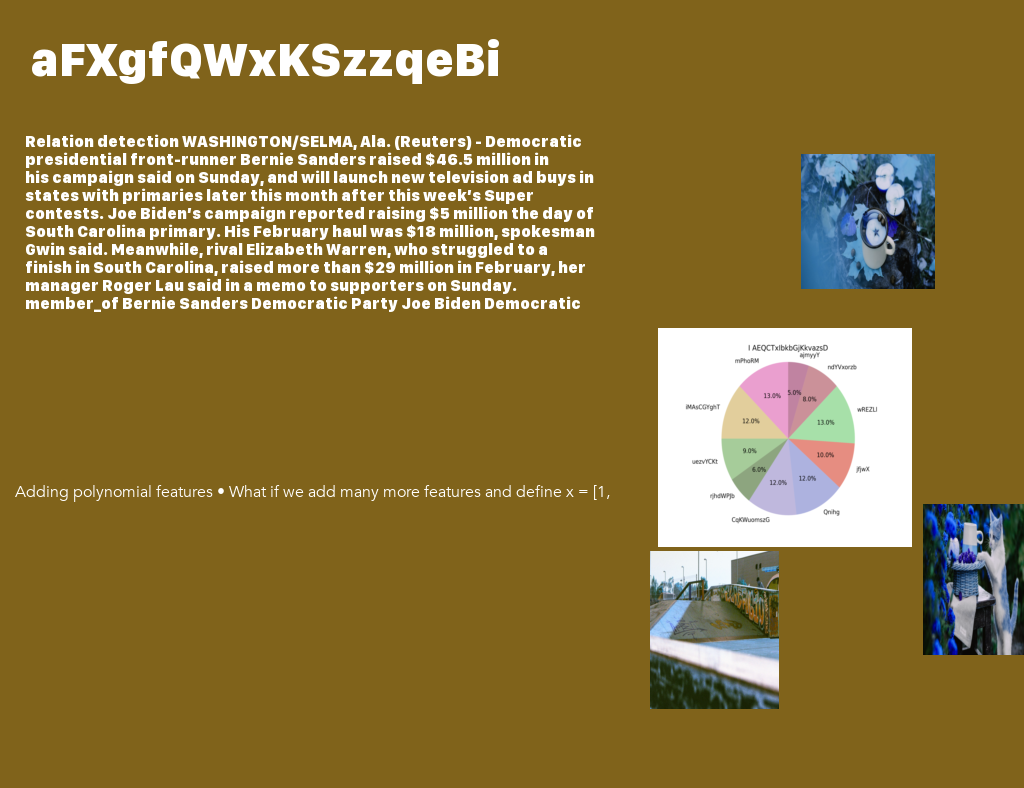 aFXgfQWxKSzzqeBi
Relation detection WASHINGTON/SELMA, Ala. (Reuters) - Democratic
presidential front-runner Bernie Sanders raised $46.5 million in
his campaign said on Sunday, and will launch new television ad buys in
states with primaries later this month after this week's Super
contests. Joe Biden's campaign reported raising $5 million the day of
South Carolina primary. His February haul was $18 million, spokesman
Gwin said. Meanwhile, rival Elizabeth Warren, who struggled to a
finish in South Carolina, raised more than $29 million in February, her
manager Roger Lau said in a memo to supporters on Sunday.
member_of Bernie Sanders Democratic Party Joe Biden Democratic
Adding polynomial features • What if we add many more features and define x = [1,
ajmyyY
mPhoRM
ndYVxorzb
5.0%
13.0%
8.0%
wREZLl
12.0%
13.0%
9.0%
10.0%
uezvYCKt
6.0%
jfjwX
12.0%
12.0%
rjhdWPJb
Qnihg
CqKWuomszG